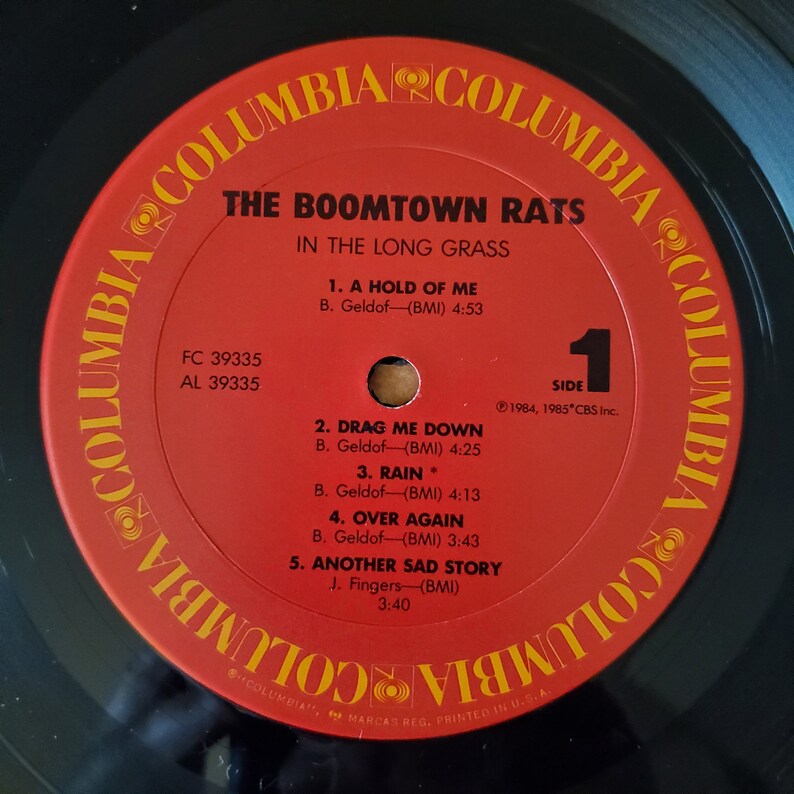 COLUMBIA COLUMBIA COLUMBIA COLUMBIA COLUMBIA COLUMBIA COLUMBIA COLUMBIA
THE BOOMTOWN RATS
IN THE LONG GRASS
1. A HOLD OF ME
B. Geldof—(BMI) 4:53
FC 39335
AL 39335
SIDE 1
℗ 1984, 1985*CBS Inc.
2. DRAG ME DOWN
B. Geldof—(BMI) 4:25
3. RAIN *
B. Geldof—(BMI) 4:13
4. OVER AGAIN
B. Geldof—(BMI) 3:43
5. ANOTHER SAD STORY
J. Fingers—(BMI)
3:40
®"COLUMBIA", MARCAS REG. PRINTED IN U.S.A.